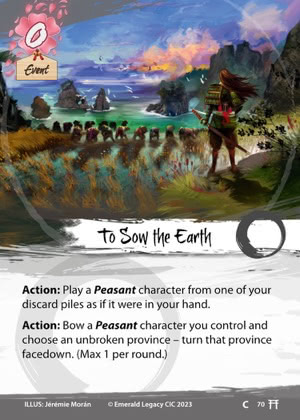 0
Event
To Sow the Earth
Action: Play a Peasant character from one of your
discard piles as if it were in your hand.
Action: Bow a Peasant character you control and
choose an unbroken province – turn that province
facedown. (Max 1 per round.)
ILLUS: Jérémie Morán © Emerald Legacy CIC 2023 C 70